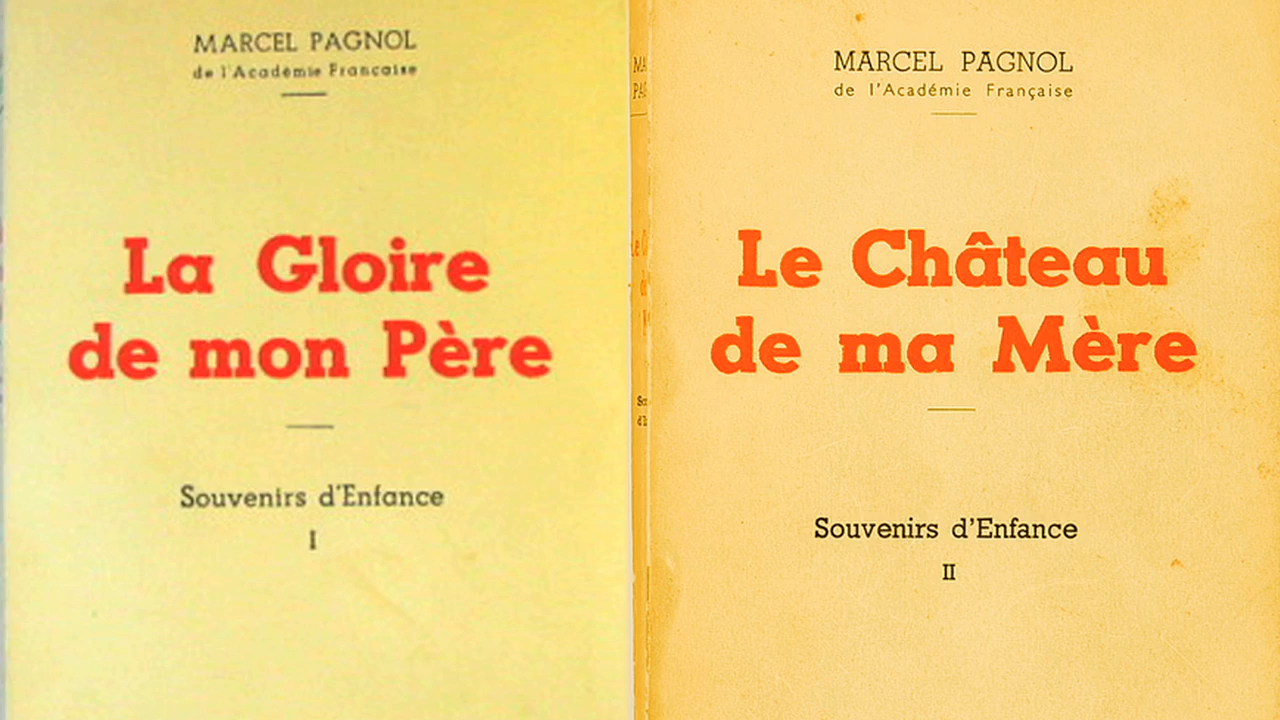 MARCEL PAGNOL
de l'Académie Française
La Gloire
de mon Père
Souvenirs d'Enfance
I
MARCEL PAGNOL
de l'Académie Française
Le Château
de ma Mère
Souvenirs d'Enfance
II